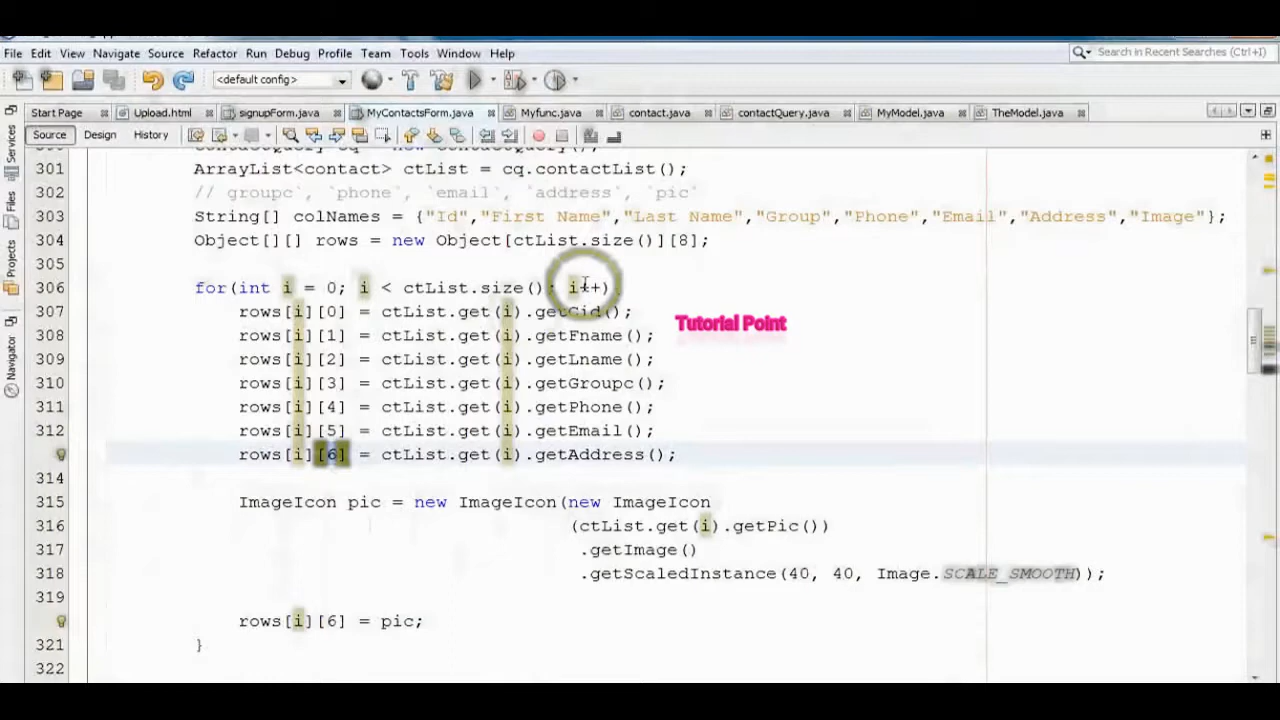 File Edit View Navigate Source Refactor Run Debug Profile Team Tools Window Help
Search in Recent Searches (Ctrl+I)
<default config>
Start Page Upload.html signupForm.java MyContactsForm.java Myfunc.java contact.java contactQuery.java MyModel.java TheModel.java
Source Design History
Services
Files
Projects
Navigator
301 ArrayList<contact> ctList = cq.contactList();
302 // groupc`, `phone`, `email`, `address`, `pic`
303 String[] colNames = {"Id","First Name","Last Name","Group","Phone","Email","Address","Image"};
304 Object[][] rows = new Object[ctList.size()][8];
305
306 for(int i = 0; i < ctList.size(); i++)
307 rows[i][0] = ctList.get(i).getCid();
Tutorial Point
308 rows[i][1] = ctList.get(i).getFname();
309 rows[i][2] = ctList.get(i).getLname();
310 rows[i][3] = ctList.get(i).getGroupc();
311 rows[i][4] = ctList.get(i).getPhone();
312 rows[i][5] = ctList.get(i).getEmail();
rows[i][6] = ctList.get(i).getAddress();
314
315 ImageIcon pic = new ImageIcon(new ImageIcon
316 (ctList.get(i).getPic())
317 .getImage()
318 .getScaledInstance(40, 40, Image.SCALE_SMOOTH));
319
rows[i][6] = pic;
321 }
322